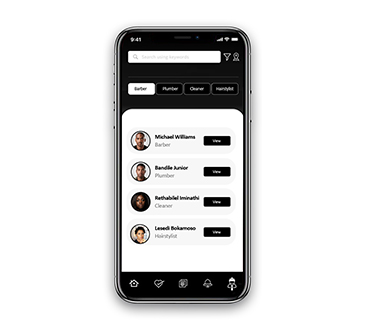 9:41
Search using keywords
Barber
Plumber
Cleaner
Hairstylist
Michael Williams
Barber
View
Bandile Junior
Plumber
View
Rethabilel Iminathi
Cleaner
View
Lesedi Bokamoso
Hairstylist
View